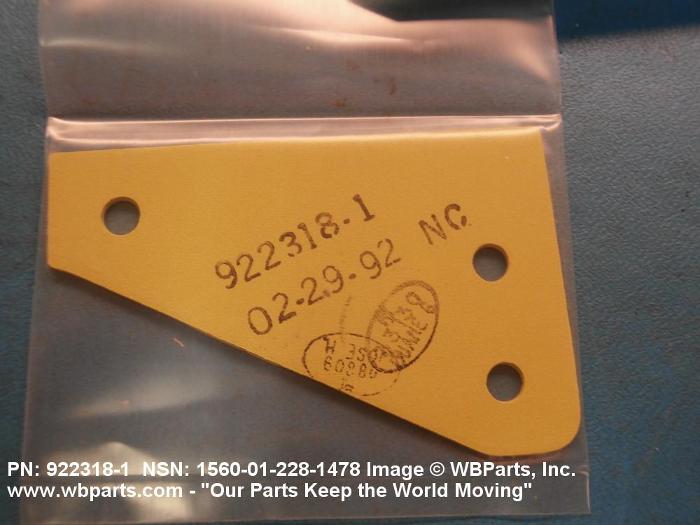 922318-1
02-29-92 NC
PN: 922318-1 NSN: 1560-01-228-1478 Image © WBParts, Inc.
www.wbparts.com - "Our Parts Keep the World Moving"